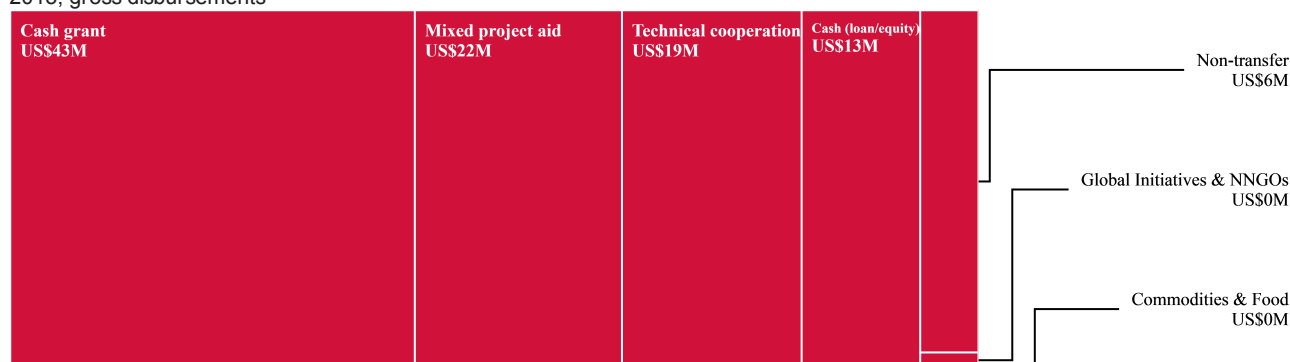 Cash grant
US$43M
Mixed project aid
US$22M
Technical cooperation
US$19M
Cash (loan/equity)
US$13M
Non-transfer
US$6M
Global Initiatives & NNGOs
US$0M
Commodities & Food
US$0M